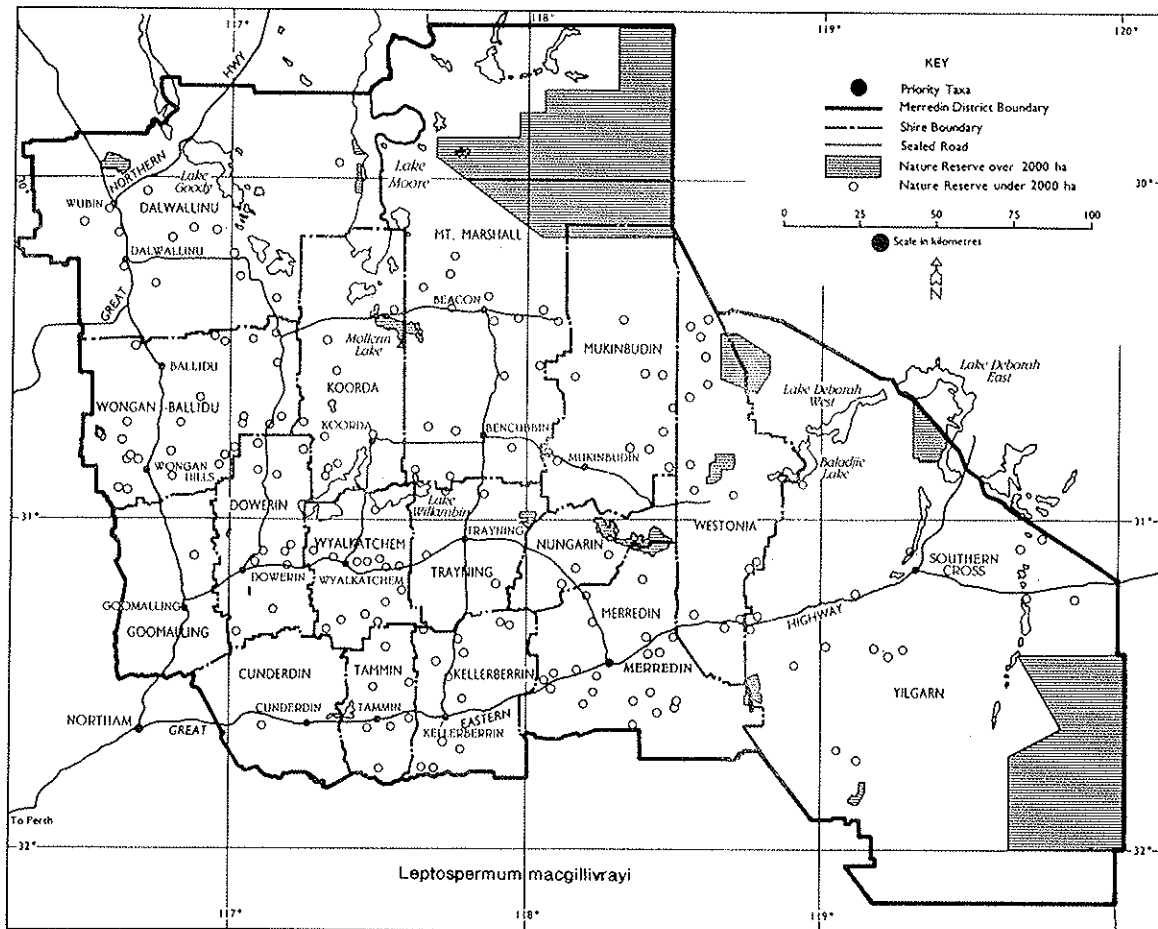 117°
118°
119°
120°
KEY
Priority Taxa
Merredin District Boundary
Shire Boundary
Sealed Road
Nature Reserve over 2000 ha
Nature Reserve under 2000 ha
0 25 50 75 100
Scale in kilometres
N
HWY
NORTHERN
Lake Goody
Lake Moore
30°
30°
WUBIN
DALWALLINU
MT. MARSHALL
DALWALLINU
GREAT
BEACON
Mollerin Lake
MUKINBUDIN
BALLIDU
KOORDA
Lake Deborah West
Lake Deborah East
WONGAN-BALLIDU
KOORDA
BENCUBBIN
MUKINBUDIN
Baladjie Lake
WONGAN HILLS
DOWERIN
Lake Wilkambin
31°
31°
WESTONIA
TRAYNING
NUNGARIN
WYALKATCHEM
SOUTHERN CROSS
DOWERIN
WYALKATCHEM
TRAYNING
GOOMALLING
MERREDIN
HIGHWAY
GOOMALLING
CUNDERDIN
TAMMIN
KELLERBERRIN
MERREDIN
YILGARN
NORTHAM
GREAT
CUNDERDIN
TAMMIN
EASTERN
KELLERBERRIN
To Perth
32°
32°
Leptospermum macgillivrayi
117°
118°
119°